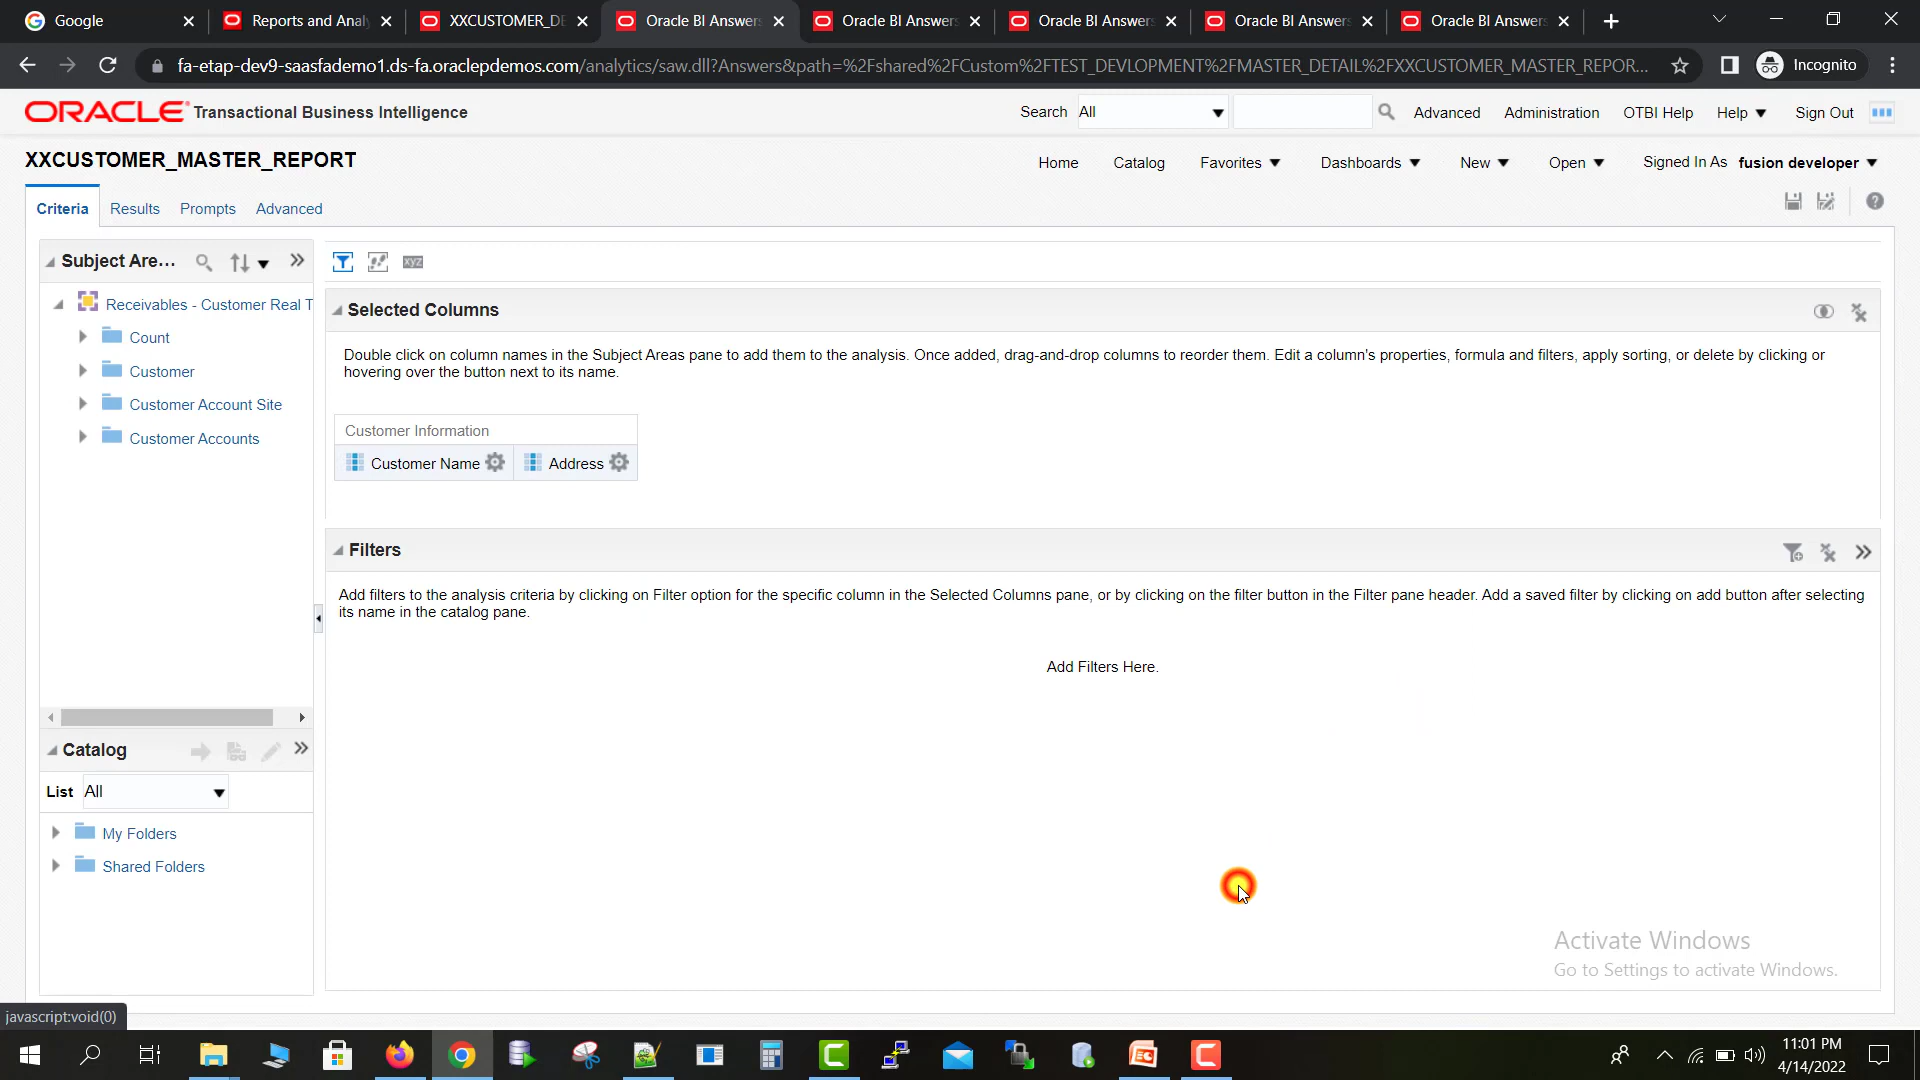 Google
Reports and Anal
XXCUSTOMER_DE
Oracle BI Answers
Oracle BI Answers
Oracle BI Answers
Oracle BI Answers
Oracle BI Answers
fa-etap-dev9-saasfademo1.ds-fa.oraclepdemos.com/analytics/saw.dll?Answers&path=%2Fshared%2FCustom%2FTEST_DEVLOPMENT%2FMASTER_DETAIL%2FXXCUSTOMER_MASTER_REPOR...
Incognito
ORACLE Transactional Business Intelligence
Search All
Advanced
Administration
OTBI Help
Help
Sign Out
XXCUSTOMER_MASTER_REPORT
Home
Catalog
Favorites
Dashboards
New
Open
Signed In As fusion developer
Criteria
Results
Prompts
Advanced
Subject Are...
xyz
Receivables - Customer Real T
Count
Customer
Customer Account Site
Customer Accounts
Selected Columns
Double click on column names in the Subject Areas pane to add them to the analysis. Once added, drag-and-drop columns to reorder them. Edit a column's properties, formula and filters, apply sorting, or delete by clicking or
hovering over the button next to its name.
Customer Information
Customer Name
Address
Filters
Add filters to the analysis criteria by clicking on Filter option for the specific column in the Selected Columns pane, or by clicking on the filter button in the Filter pane header. Add a saved filter by clicking on add button after selecting
its name in the catalog pane.
Add Filters Here.
Catalog
List All
My Folders
Shared Folders
Activate Windows
Go to Settings to activate Windows.
javascript:void(0)
11:01 PM
4/14/2022